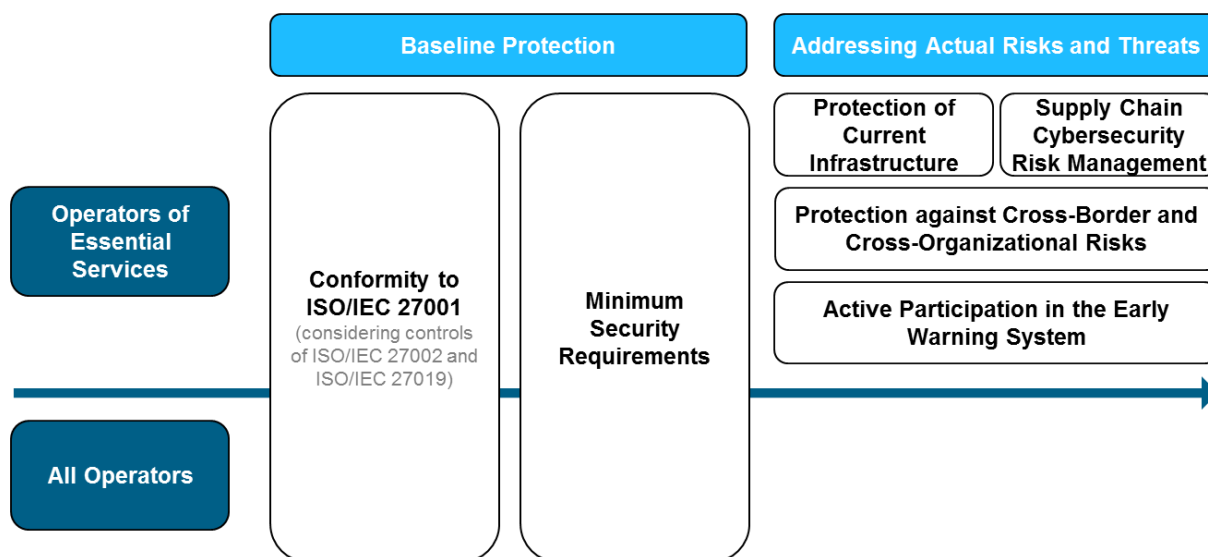 Baseline Protection
Addressing Actual Risks and Threats
Protection of
Current
Infrastructure
Supply Chain
Cybersecurity
Risk Management
Operators of
Essential
Services
Protection against Cross-Border and
Cross-Organizational Risks
Conformity to
ISO/IEC 27001
(considering controls
of ISO/IEC 27002 and
ISO/IEC 27019)
Minimum
Security
Requirements
Active Participation in the Early
Warning System
All Operators